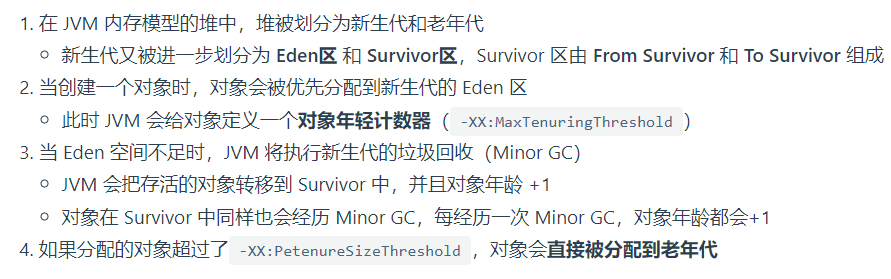 1. 在 JVM 内存模型的堆中，堆被划分为新生代和老年代
新生代又被进一步划分为 Eden区 和 Survivor区，Survivor 区由 From Survivor 和 To Survivor 组成
2. 当创建一个对象时，对象会被优先分配到新生代的 Eden 区
此时 JVM 会给对象定义一个对象年轻计数器（-XX:MaxTenuringThreshold）
3. 当 Eden 空间不足时，JVM 将执行新生代的垃圾回收（Minor GC）
JVM 会把存活的对象转移到 Survivor 中，并且对象年龄 +1
对象在 Survivor 中同样也会经历 Minor GC，每经历一次 Minor GC，对象年龄都会+1
4. 如果分配的对象超过了 -XX:PetenureSizeThreshold，对象会直接被分配到老年代